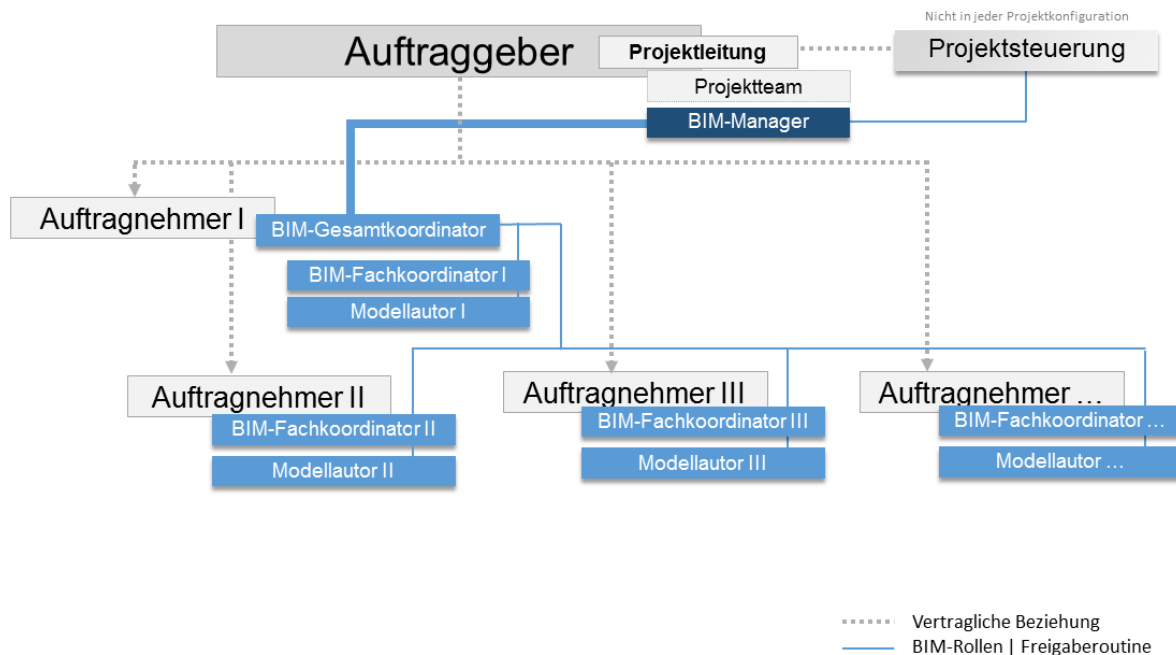 Nicht in jeder Projektkonfiguration
Auftraggeber
Projektleitung
Projektsteuerung
Projektteam
BIM-Manager
Auftragnehmer I
BIM-Gesamtkoordinator
BIM-Fachkoordinator I
Modellautor I
Auftragnehmer II
BIM-Fachkoordinator II
Modellautor II
Auftragnehmer III
BIM-Fachkoordinator III
Modellautor III
Auftragnehmer ...
BIM-Fachkoordinator ...
Modellautor ...
Vertragliche Beziehung
BIM-Rollen | Freigaberoutine